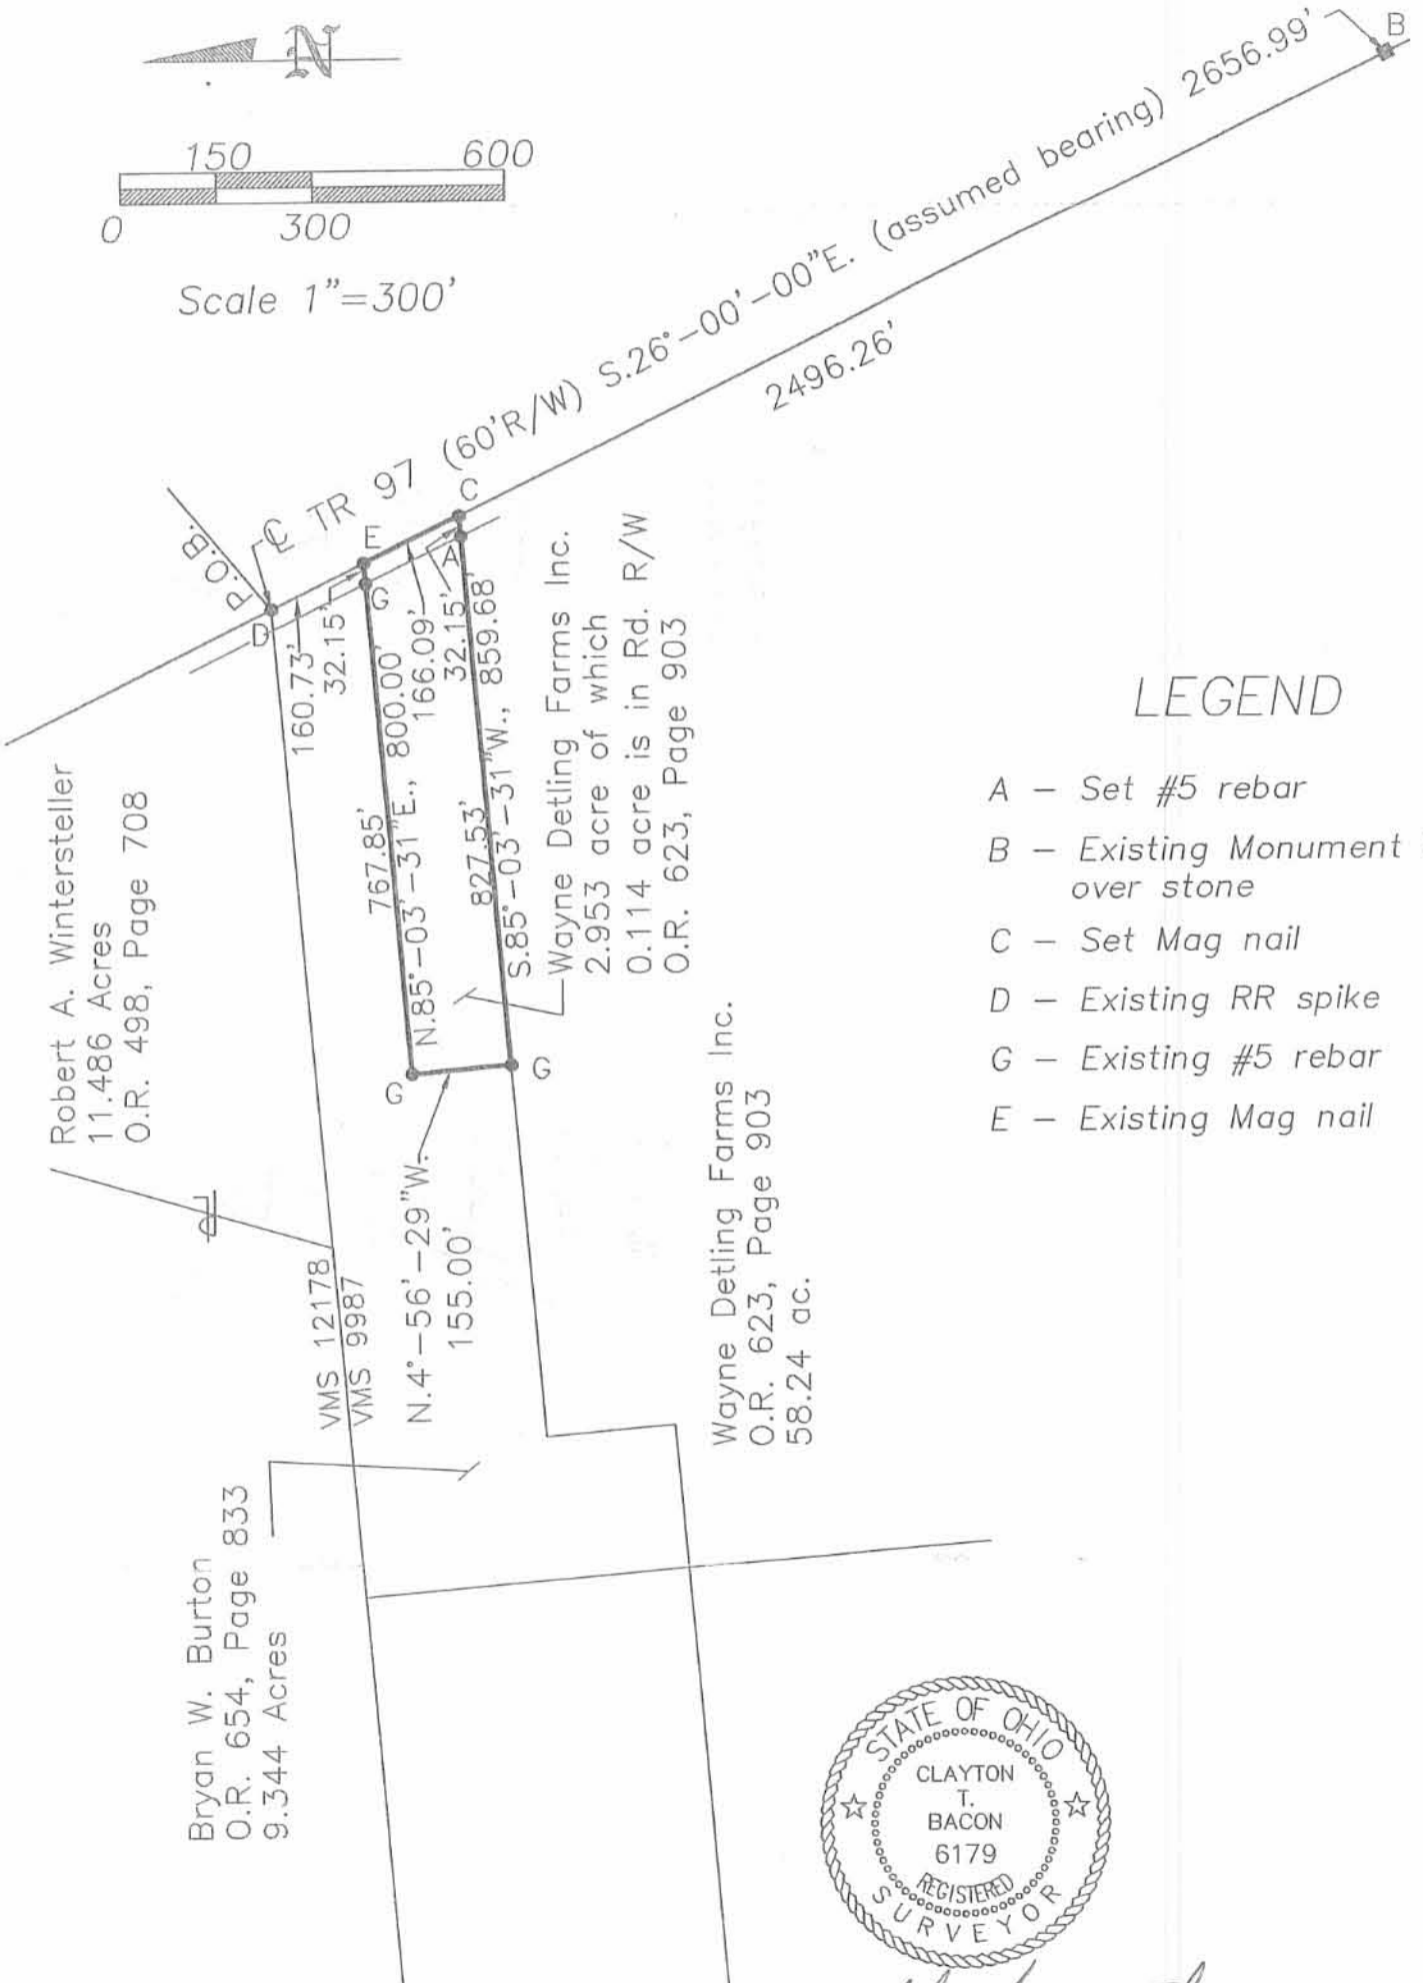 N
150 600
0 300
Scale 1"=300'
B
℄ TR 97 (60'R/W) S.26°-00'-00"E. (assumed bearing) 2656.99'
2496.26'
P.O.B.
D
E
C
G
A
160.73'
32.15'
767.85'
N.85°-03'-31"E., 800.00'
166.09'
32.15'
827.53'
S.85°-03'-31"W., 859.68'
Wayne Detling Farms Inc.
2.953 acre of which
0.114 acre is in Rd. R/W
O.R. 623, Page 903
Robert A. Wintersteller
11.486 Acres
O.R. 498, Page 708
G
G
N.4°-56'-29"W.
155.00'
VMS 12178
VMS 9987
Wayne Detling Farms Inc.
O.R. 623, Page 903
58.24 ac.
Bryan W. Burton
O.R. 654, Page 833
9.344 Acres
LEGEND
A - Set #5 rebar
B - Existing Monument
over stone
C - Set Mag nail
D - Existing RR spike
G - Existing #5 rebar
E - Existing Mag nail
STATE OF OHIO
CLAYTON
T.
BACON
6179
REGISTERED
SURVEYOR